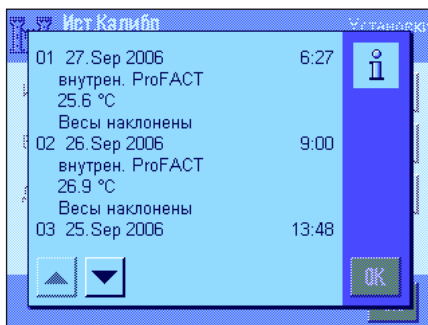 Ист.Калибр
Установки
01 27.Sep 2006 6:27
внутрен. ProFACT
25.6 °C
Весы наклонены
02 26.Sep 2006 9:00
внутрен. ProFACT
26.9 °C
Весы наклонены
03 25.Sep 2006 13:48
OK